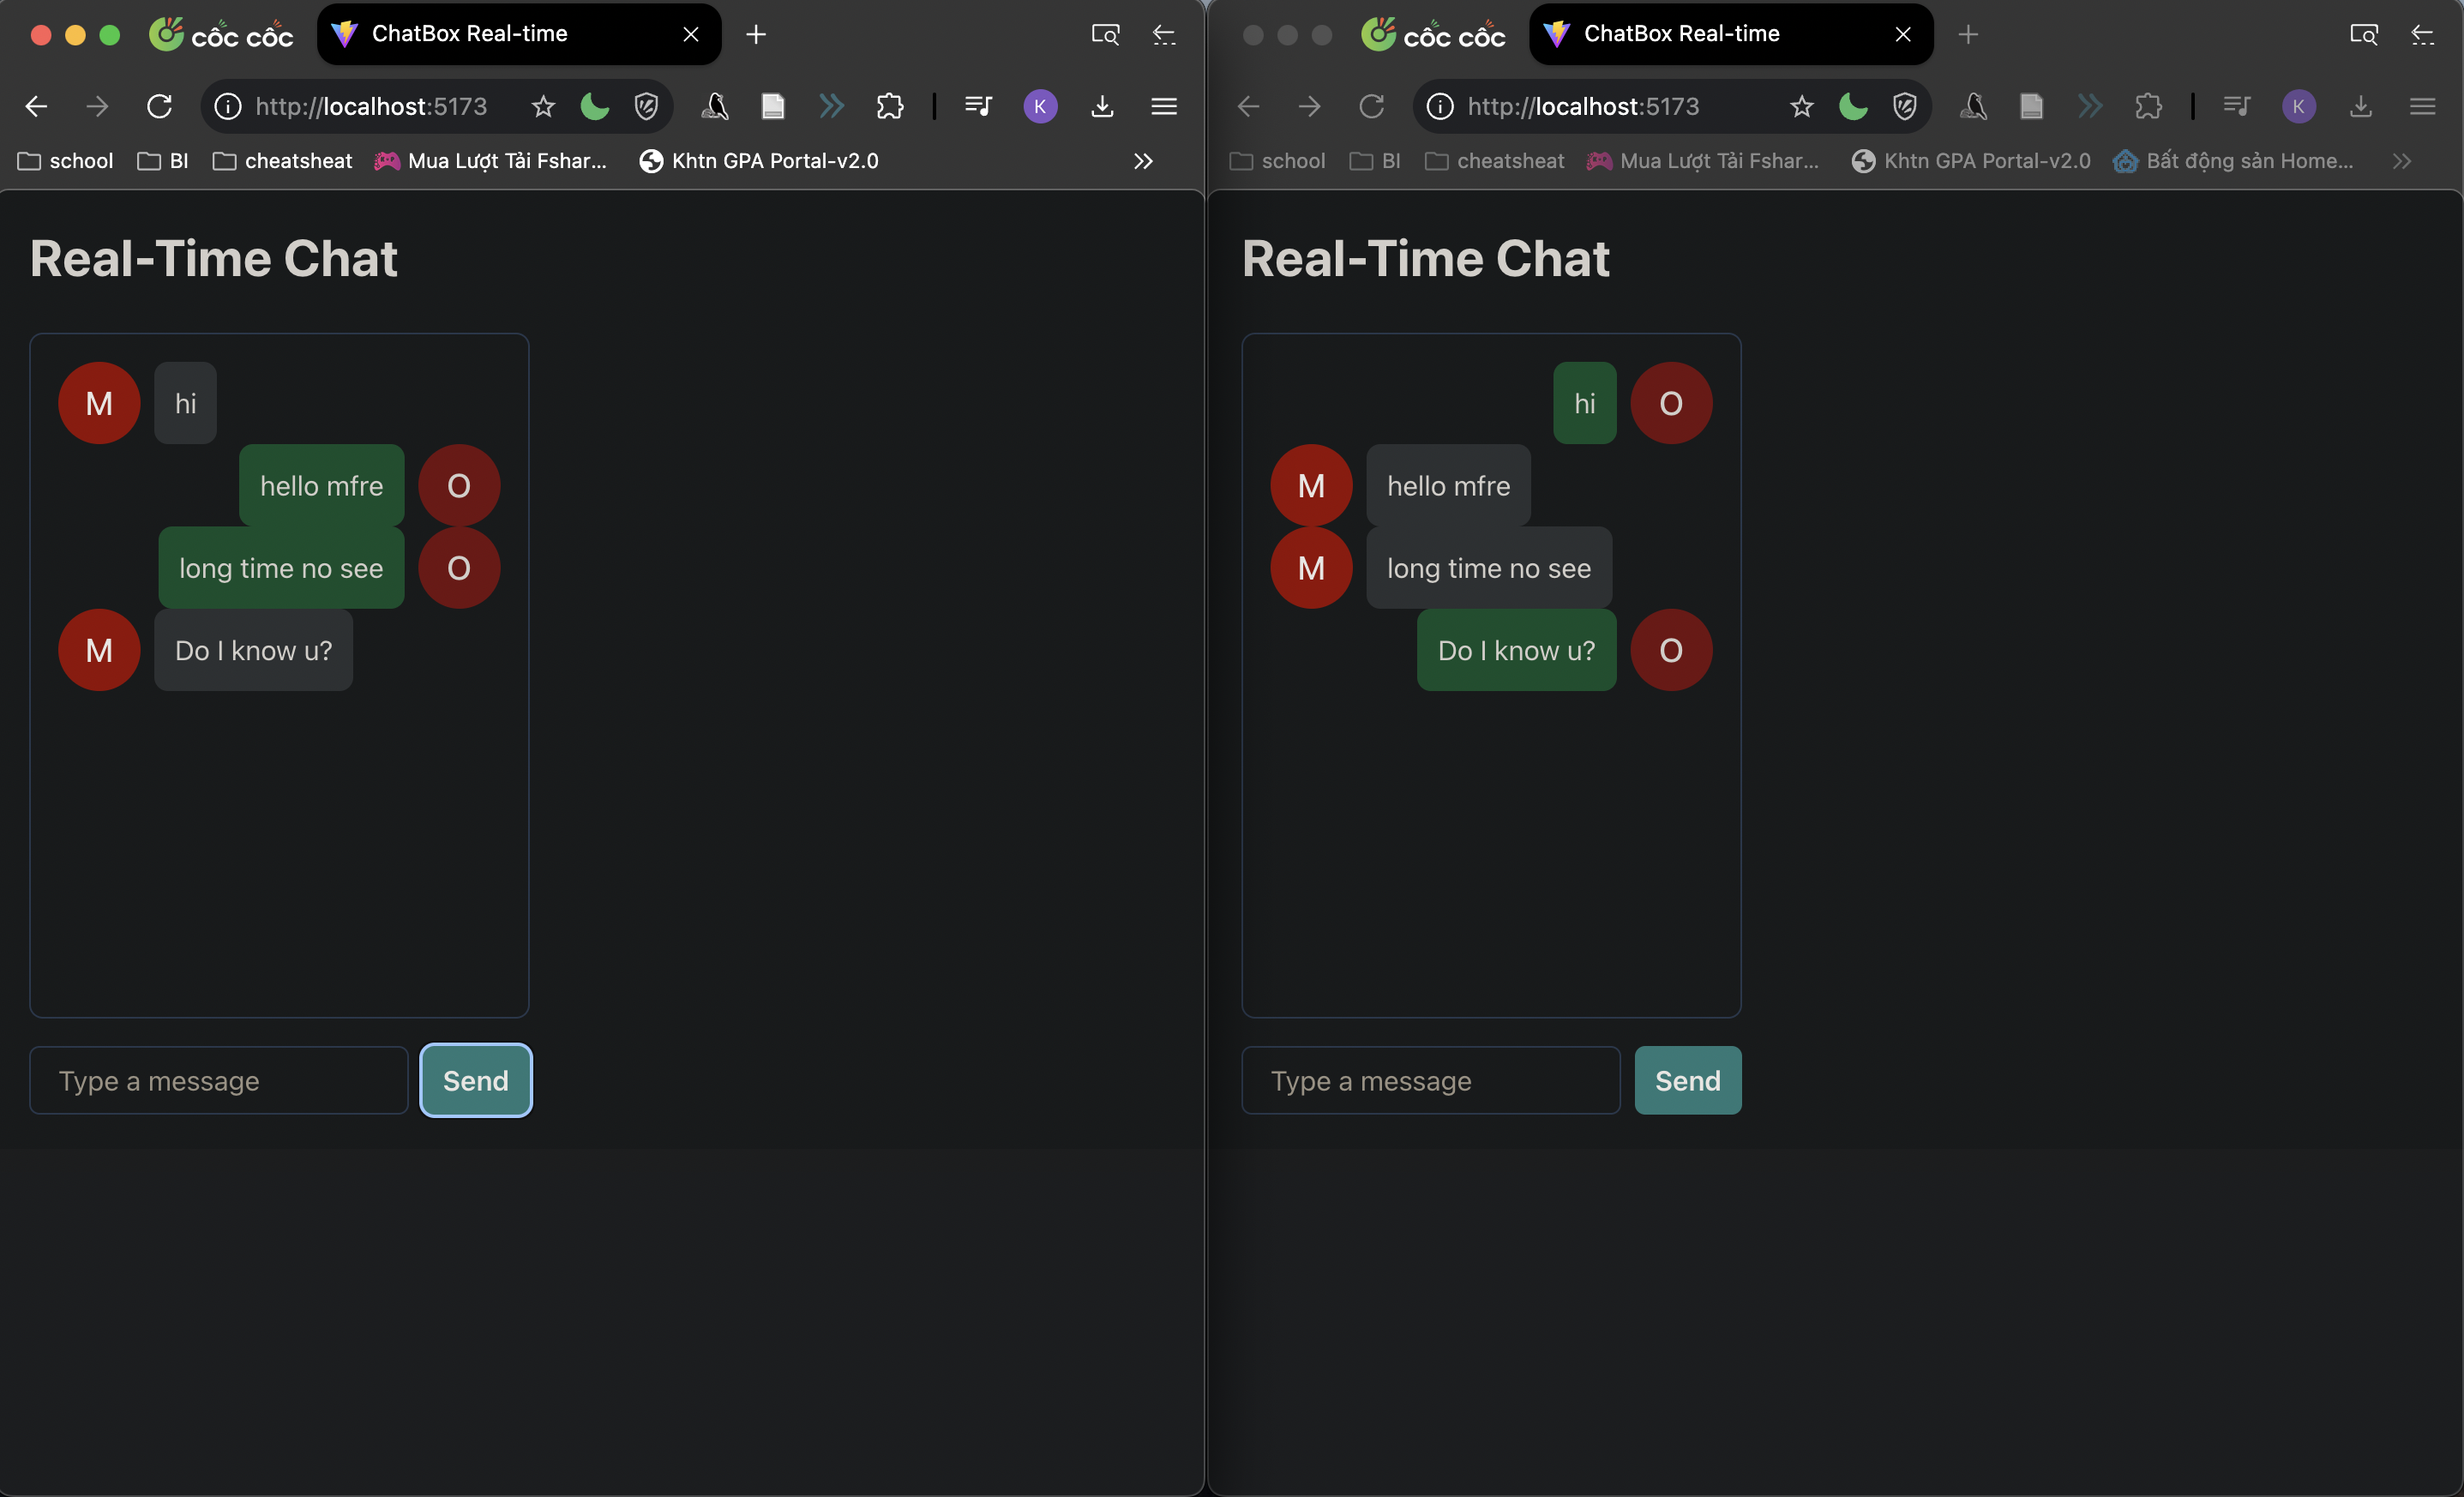 cốc cốc
ChatBox Real-time
http://localhost:5173
K
school
BI
cheatsheat
Mua Lượt Tải Fshar...
Khtn GPA Portal-v2.0
Real-Time Chat
M
hi
hello mfre
O
long time no see
O
M
Do I know u?
Type a message
Send
cốc cốc
ChatBox Real-time
http://localhost:5173
K
school
BI
cheatsheat
Mua Lượt Tải Fshar...
Khtn GPA Portal-v2.0
Bất động sản Home...
Real-Time Chat
hi
O
M
hello mfre
M
long time no see
Do I know u?
O
Type a message
Send